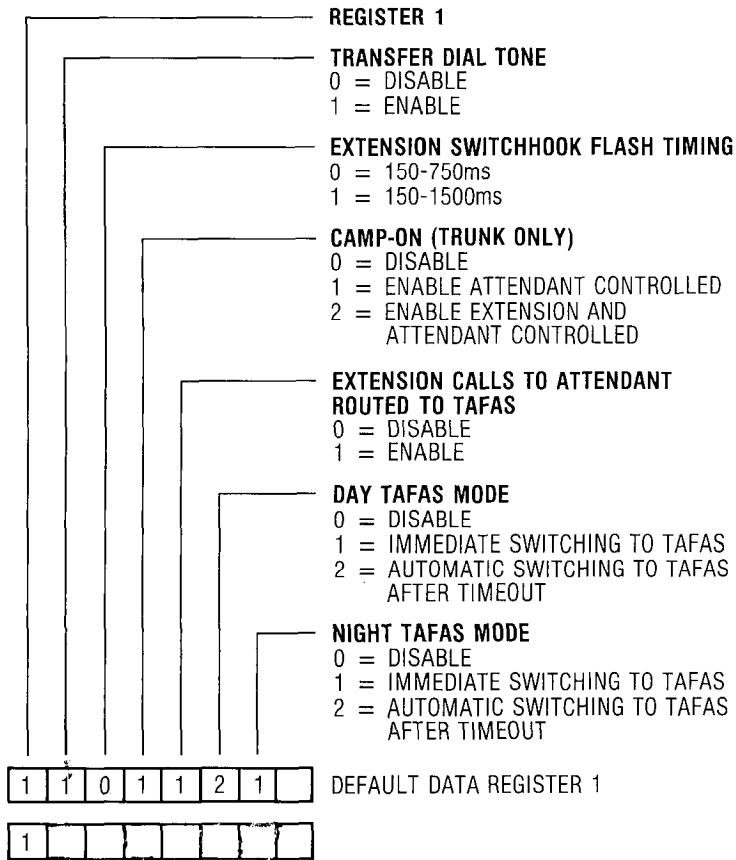 REGISTER 1
TRANSFER DIAL TONE
0 = DISABLE
1 = ENABLE
EXTENSION SWITCHHOOK FLASH TIMING
0 = 150-750ms
1 = 150-1500ms
CAMP-ON (TRUNK ONLY)
0 = DISABLE
1 = ENABLE ATTENDANT CONTROLLED
2 = ENABLE EXTENSION AND
ATTENDANT CONTROLLED
EXTENSION CALLS TO ATTENDANT
ROUTED TO TAFAS
0 = DISABLE
1 = ENABLE
DAY TAFAS MODE
0 = DISABLE
1 = IMMEDIATE SWITCHING TO TAFAS
2 = AUTOMATIC SWITCHING TO TAFAS
AFTER TIMEOUT
NIGHT TAFAS MODE
0 = DISABLE
1 = IMMEDIATE SWITCHING TO TAFAS
2 = AUTOMATIC SWITCHING TO TAFAS
AFTER TIMEOUT
1 1 0 1 1 2 1 DEFAULT DATA REGISTER 1
1